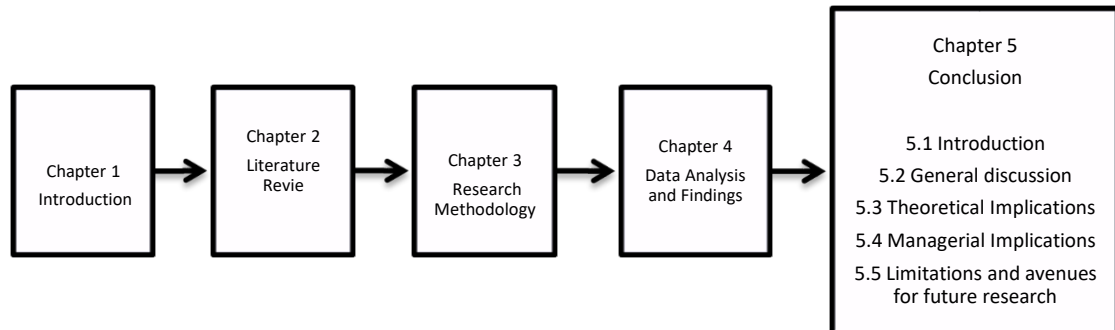 Chapter 1
Introduction
Chapter 2
Literature
Revie
Chapter 3
Research
Methodology
Chapter 4
Data Analysis
and Findings
Chapter 5
Conclusion
5.1 Introduction
5.2 General discussion
5.3 Theoretical Implications
5.4 Managerial Implications
5.5 Limitations and avenues
for future research